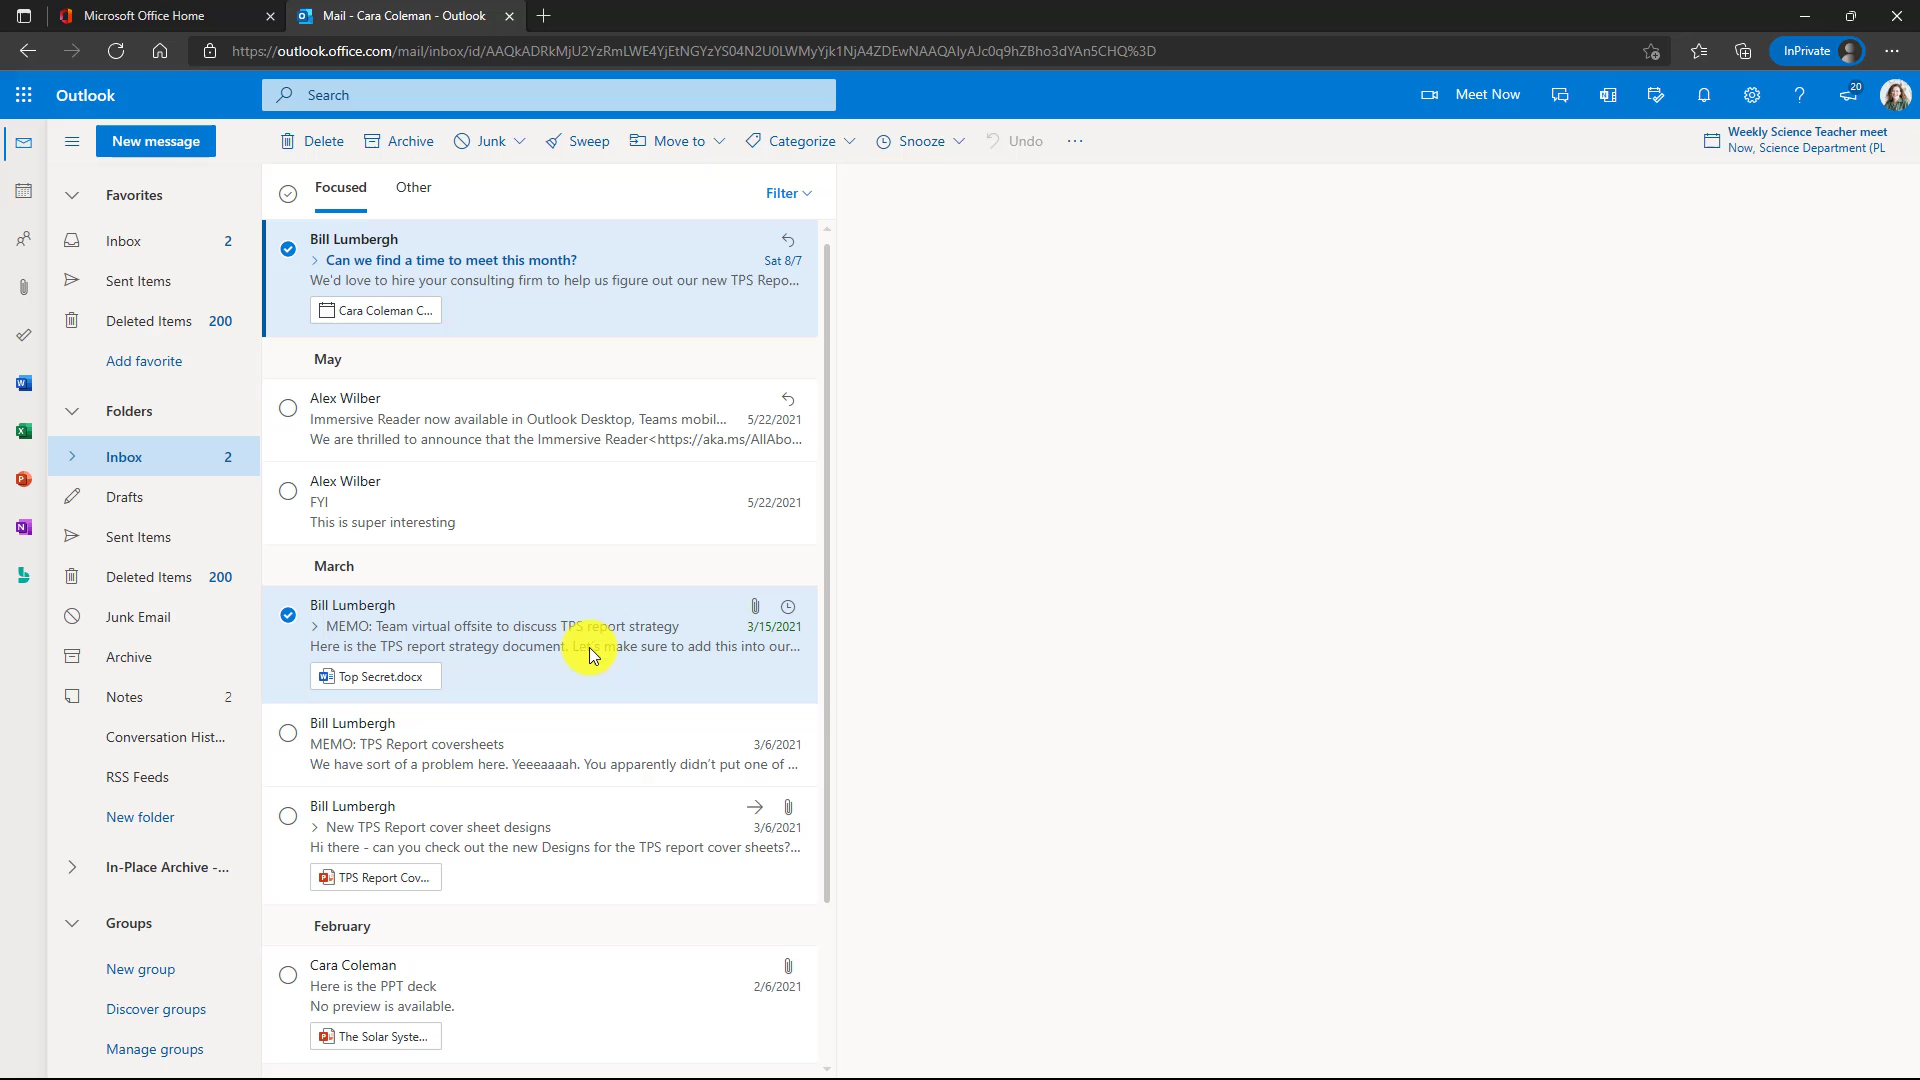 Microsoft Office Home
Mail - Cara Coleman - Outlook
https://outlook.office.com/mail/inbox/id/AAQkADRkMjU2YzRmLWE4YjEtNGYzYS04N2U0LWMyYjk1NjA4ZDEwNAAQAIyAJc0q9hZBho3dYAn5CHQ%3D
InPrivate
Outlook
Search
Meet Now
20
New message
Delete
Archive
Junk
Sweep
Move to
Categorize
Snooze
Undo
Weekly Science Teacher meet
Now, Science Department (PL
Favorites
Inbox 2
Sent Items
Deleted Items 200
Add favorite
Folders
Inbox 2
Drafts
Sent Items
Deleted Items 200
Junk Email
Archive
Notes 2
Conversation Hist...
RSS Feeds
New folder
In-Place Archive -...
Groups
New group
Discover groups
Manage groups
Focused
Other
Filter
Bill Lumbergh
Can we find a time to meet this month? Sat 8/7
We'd love to hire your consulting firm to help us figure out our new TPS Repo...
Cara Coleman C...
May
Alex Wilber
Immersive Reader now available in Outlook Desktop, Teams mobil... 5/22/2021
We are thrilled to announce that the Immersive Reader<https://aka.ms/AllAbo...
Alex Wilber
FYI 5/22/2021
This is super interesting
March
Bill Lumbergh
MEMO: Team virtual offsite to discuss TPS report strategy 3/15/2021
Here is the TPS report strategy document. Let's make sure to add this into our...
Top Secret.docx
Bill Lumbergh
MEMO: TPS Report coversheets 3/6/2021
We have sort of a problem here. Yeeeaaaah. You apparently didn't put one of ...
Bill Lumbergh
New TPS Report cover sheet designs 3/6/2021
Hi there - can you check out the new Designs for the TPS report cover sheets?...
TPS Report Cov...
February
Cara Coleman
Here is the PPT deck 2/6/2021
No preview is available.
The Solar Syste...